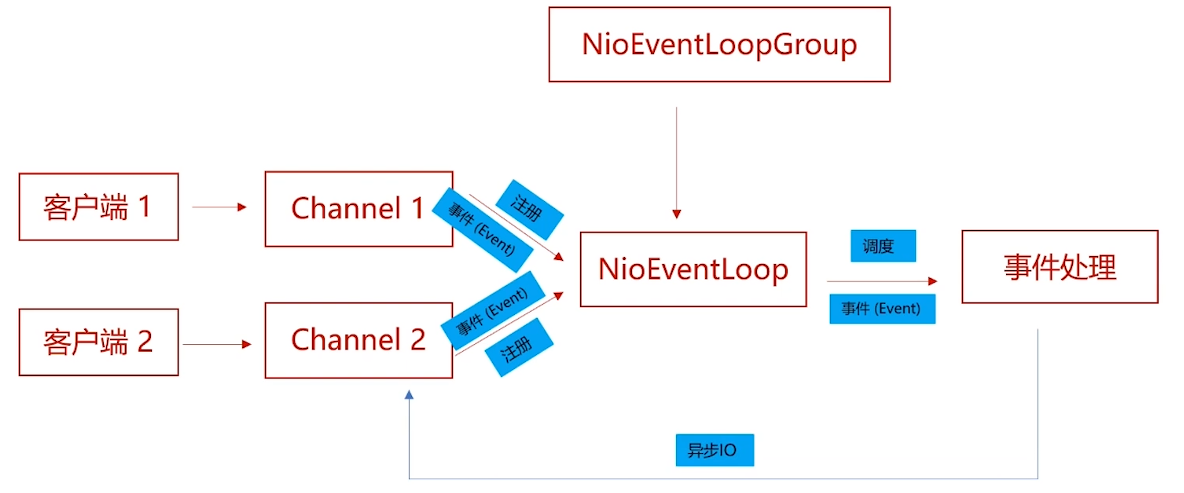 NioEventLoopGroup
客户端 1
Channel 1
注册
事件 (Event)
NioEventLoop
调度
事件 (Event)
事件处理
客户端 2
Channel 2
事件 (Event)
注册
异步IO